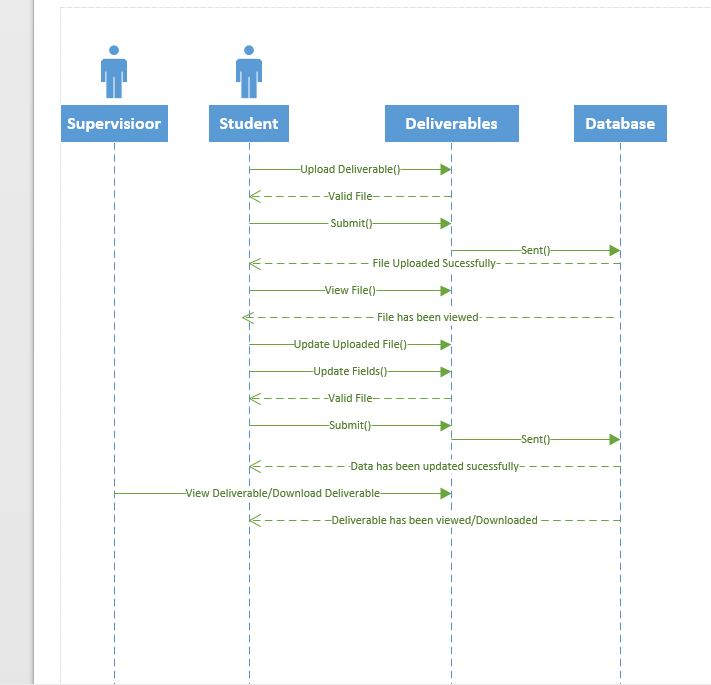 Supervisioor
Student
Deliverables
Database
Upload Deliverable()
Valid File
Submit()
Sent()
File Uploaded Sucessfully
View File()
File has been viewed
Update Uploaded File()
Update Fields()
Valid File
Submit()
Sent()
Data has been updated sucessfully
View Deliverable/Download Deliverable
Deliverable has been viewed/Downloaded